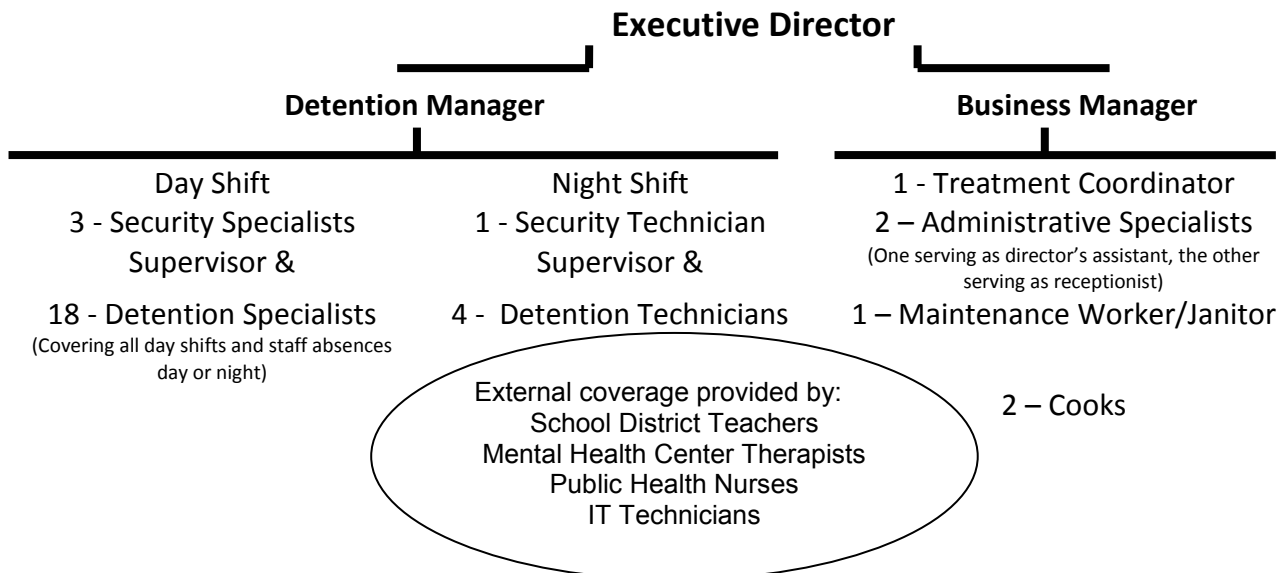 Executive Director
Detention Manager
Business Manager
Day Shift
3 - Security Specialists
Supervisor &
18 - Detention Specialists
(Covering all day shifts and staff absences
day or night)
Night Shift
1 - Security Technician
Supervisor &
4 -  Detention Technicians
1 - Treatment Coordinator
2 – Administrative Specialists
(One serving as director’s assistant, the other
serving as receptionist)
1 – Maintenance Worker/Janitor
2 – Cooks
External coverage provided by:
School District Teachers
Mental Health Center Therapists
Public Health Nurses
IT Technicians